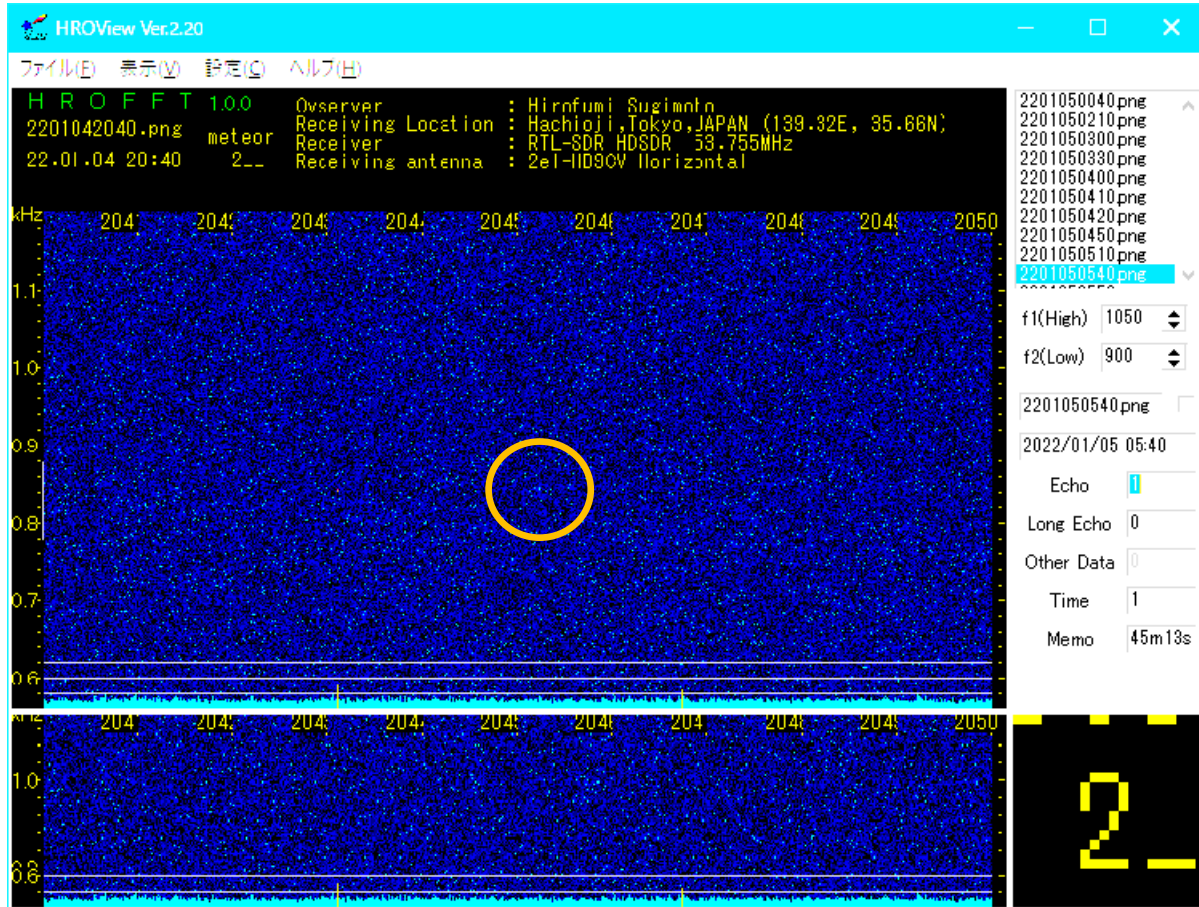 HROView Ver.2.20
ファイル(F) 表示(V) 設定(C) ヘルプ(H)
H R O F F T 1.0.0
2201042040.png meteor
22.01.04 20:40 2__
Ovserver : Hirofumi Sugimoto
Receiving Location : Hachioji,Tokyo,JAPAN (139.32E, 35.66N)
Receiver : RTL-SDR HDSDR 53.755MHz
Receiving antenna : 2el-HB9CV Horizontal
kHz 2050
1.1
1.0
0.9
0.8
0.7
0.6
kHz 2050
1.0
0.6
2201050040.png
2201050210.png
2201050300.png
2201050330.png
2201050400.png
2201050410.png
2201050420.png
2201050450.png
2201050510.png
2201050540.png
f1(High) 1050
f2(Low) 900
2201050540.png
2022/01/05 05:40
Echo 1
Long Echo 0
Other Data 0
Time 1
Memo 45m13s
2_